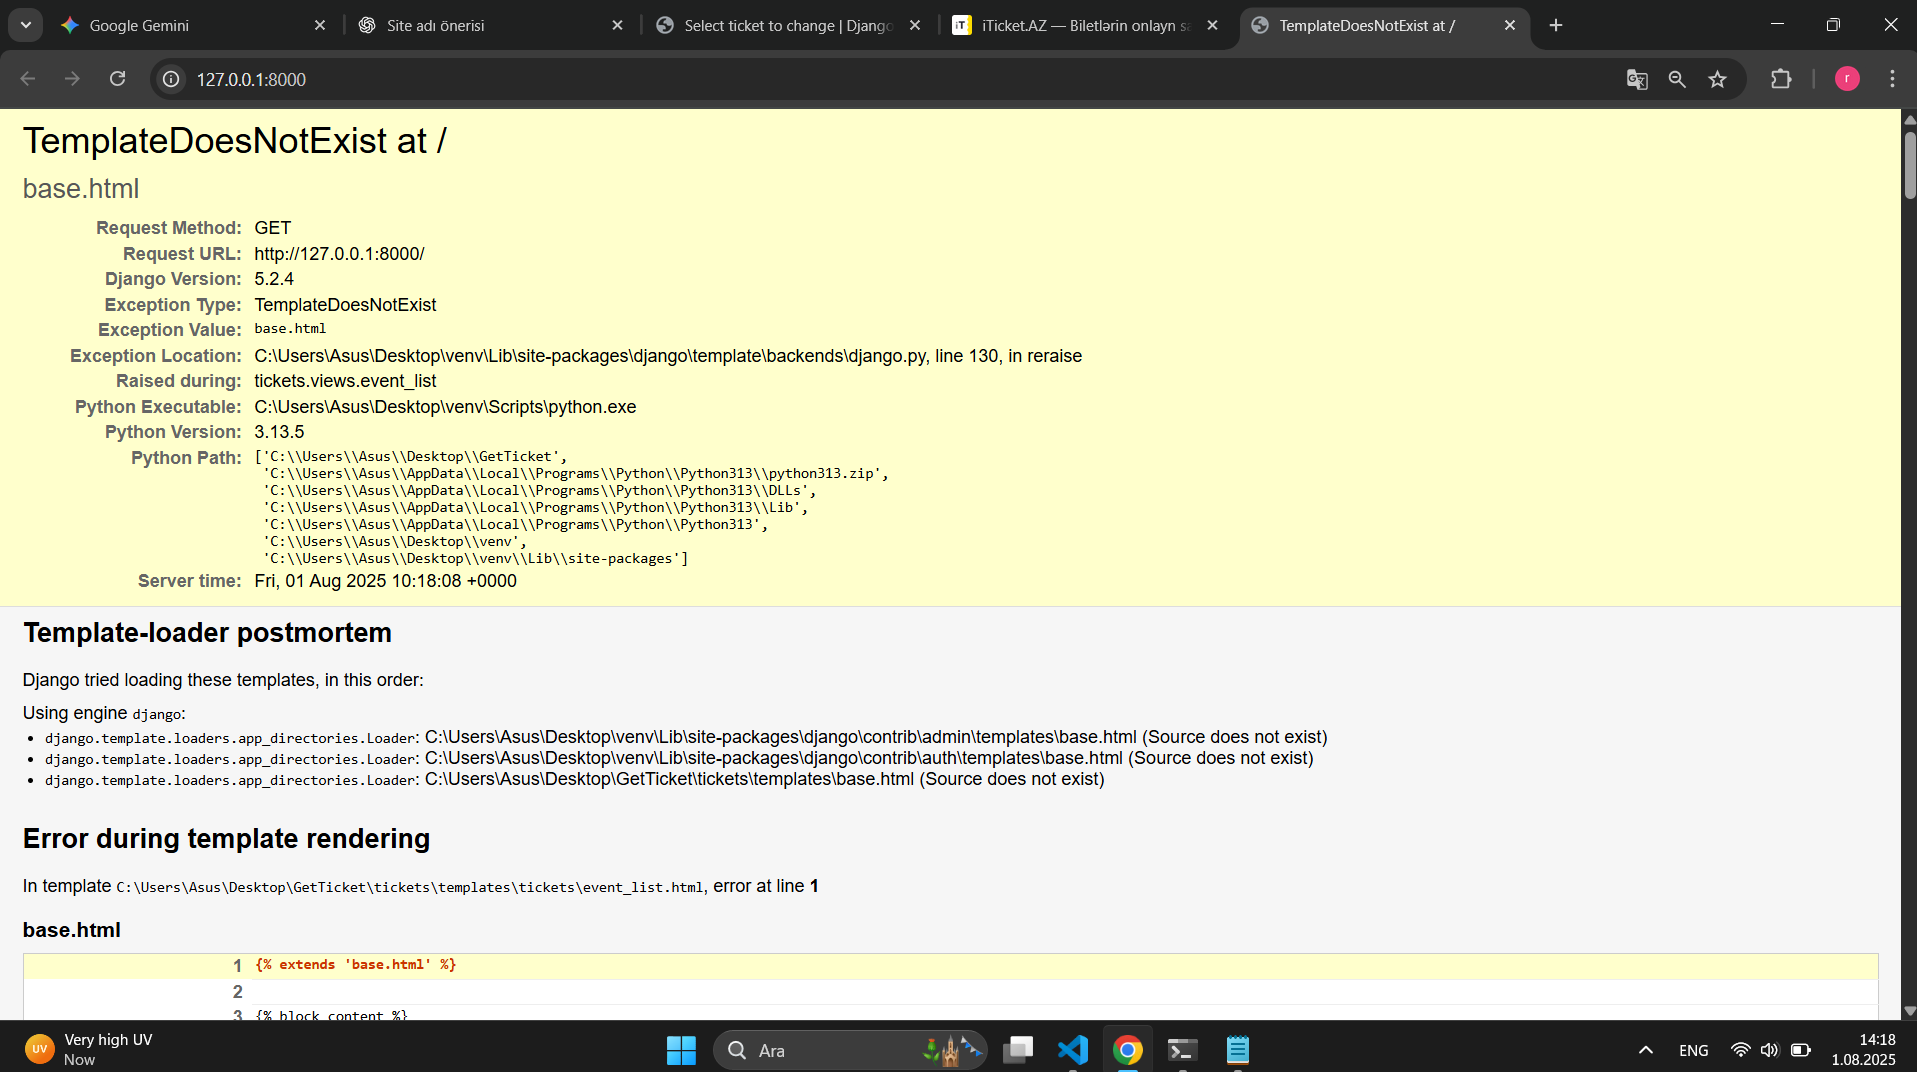 Google Gemini
Site adı önerisi
Select ticket to change | Django
iTicket.AZ — Biletlərin onlayn sa
TemplateDoesNotExist at /
127.0.0.1:8000
r
TemplateDoesNotExist at /
base.html
Request Method: GET
Request URL: http://127.0.0.1:8000/
Django Version: 5.2.4
Exception Type: TemplateDoesNotExist
Exception Value: base.html
Exception Location: C:\Users\Asus\Desktop\venv\Lib\site-packages\django\template\backends\django.py, line 130, in reraise
Raised during: tickets.views.event_list
Python Executable: C:\Users\Asus\Desktop\venv\Scripts\python.exe
Python Version: 3.13.5
Python Path: ['C:\\Users\\Asus\\Desktop\\GetTicket',
'C:\\Users\\Asus\\AppData\\Local\\Programs\\Python\\Python313\\python313.zip',
'C:\\Users\\Asus\\AppData\\Local\\Programs\\Python\\Python313\\DLLs',
'C:\\Users\\Asus\\AppData\\Local\\Programs\\Python\\Python313\\Lib',
'C:\\Users\\Asus\\AppData\\Local\\Programs\\Python\\Python313',
'C:\\Users\\Asus\\Desktop\\venv',
'C:\\Users\\Asus\\Desktop\\venv\\Lib\\site-packages']
Server time: Fri, 01 Aug 2025 10:18:08 +0000
Template-loader postmortem
Django tried loading these templates, in this order:
Using engine django:
• django.template.loaders.app_directories.Loader: C:\Users\Asus\Desktop\venv\Lib\site-packages\django\contrib\admin\templates\base.html (Source does not exist)
• django.template.loaders.app_directories.Loader: C:\Users\Asus\Desktop\venv\Lib\site-packages\django\contrib\auth\templates\base.html (Source does not exist)
• django.template.loaders.app_directories.Loader: C:\Users\Asus\Desktop\GetTicket\tickets\templates\base.html (Source does not exist)
Error during template rendering
In template C:\Users\Asus\Desktop\GetTicket\tickets\templates\tickets\event_list.html, error at line 1
base.html
1 {% extends 'base.html' %}
2
3 {% block content %}
UV
Very high UV
Now
Ara
ENG
14:18
1.08.2025